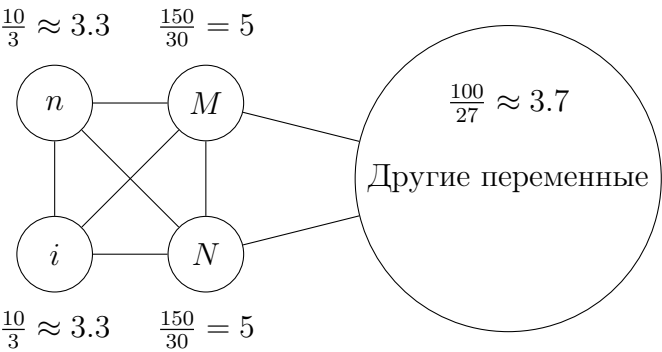 10/3 ≈ 3.3
150/30 = 5
n
M
100/27 ≈ 3.7
Другие переменные
i
N
10/3 ≈ 3.3
150/30 = 5